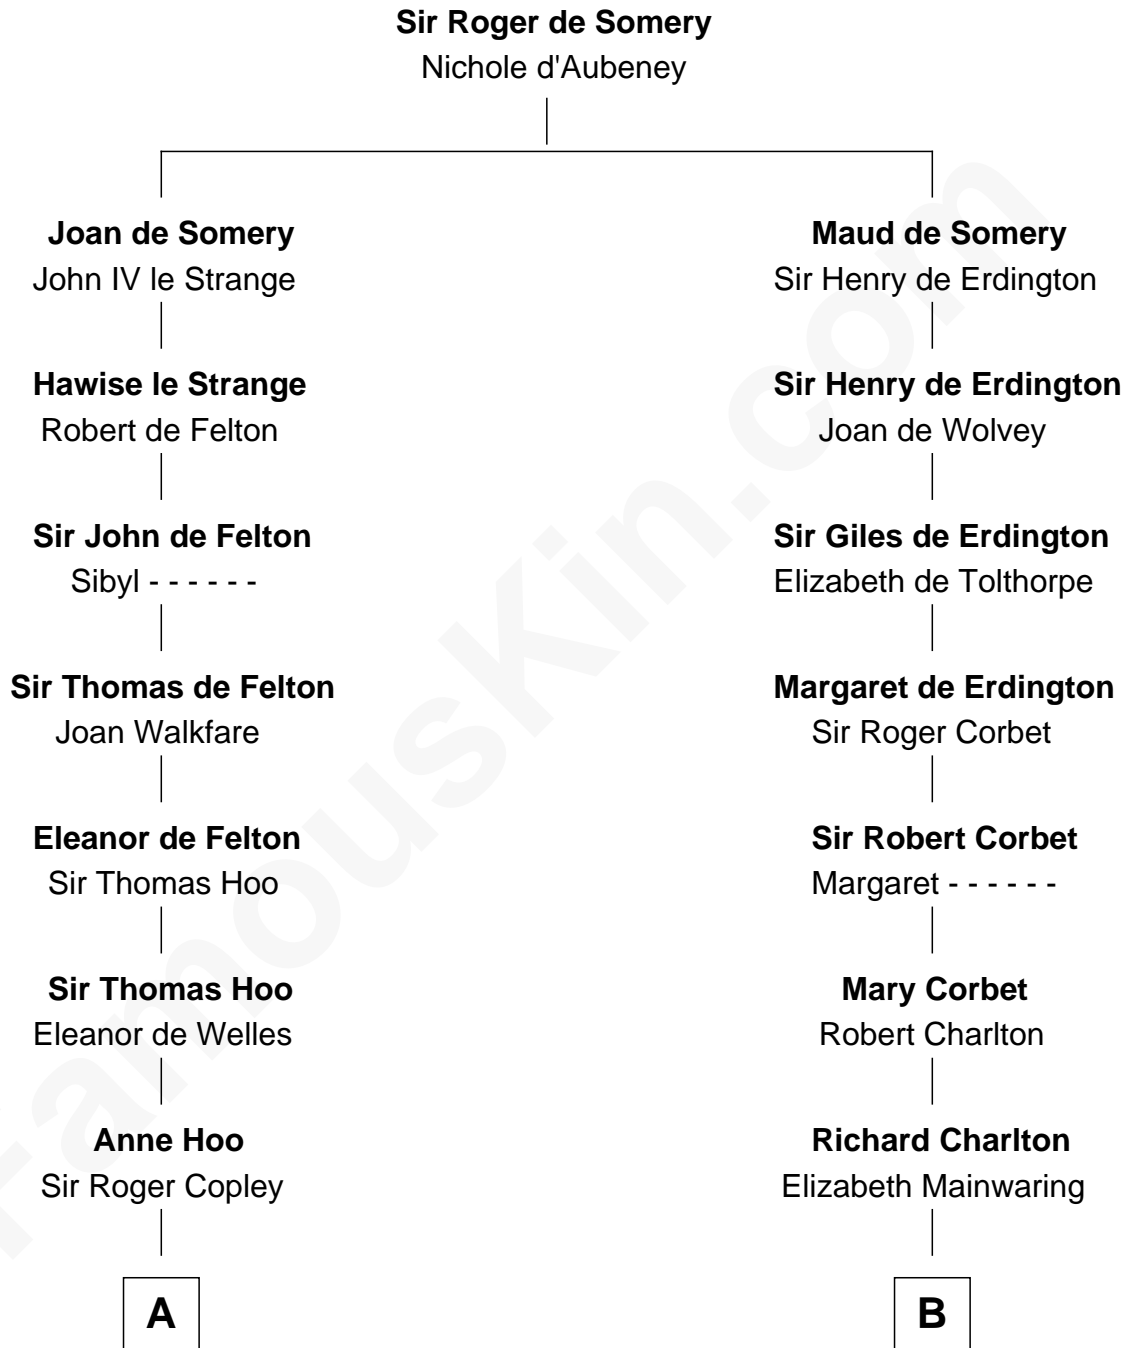 Sir Roger de Somery
Nichole d'Aubeney
Joan de Somery
John IV le Strange
Hawise le Strange
Robert de Felton
Sir John de Felton
Sibyl - - - - - -
Sir Thomas de Felton
Joan Walkfare
Eleanor de Felton
Sir Thomas Hoo
Sir Thomas Hoo
Eleanor de Welles
Anne Hoo
Sir Roger Copley
A
Maud de Somery
Sir Henry de Erdington
Sir Henry de Erdington
Joan de Wolvey
Sir Giles de Erdington
Elizabeth de Tolthorpe
Margaret de Erdington
Sir Roger Corbet
Sir Robert Corbet
Margaret - - - - - -
Mary Corbet
Robert Charlton
Richard Charlton
Elizabeth Mainwaring
B
FamousKin.com